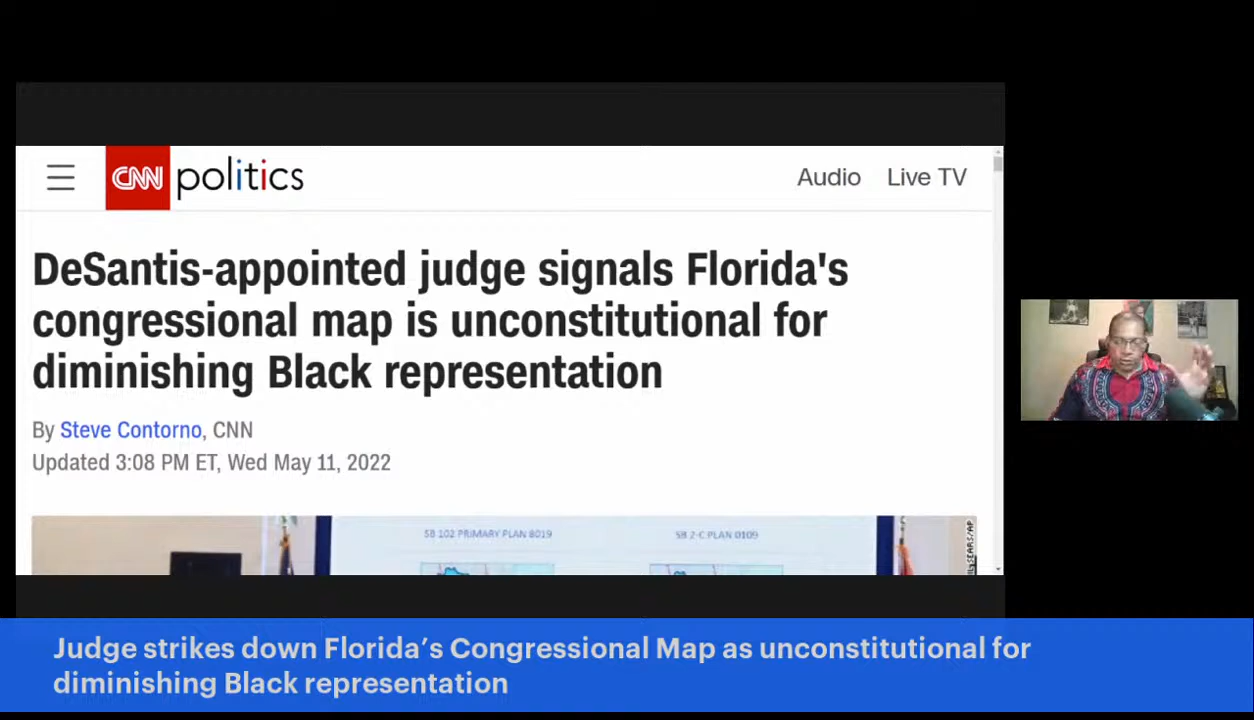 CNN politics
Audio Live TV
DeSantis-appointed judge signals Florida's
congressional map is unconstitutional for
diminishing Black representation
By Steve Contorno, CNN
Updated 3:08 PM ET, Wed May 11, 2022
SB 102 PRIMARY PLAN 8019
SB 2-C PLAN 0109
SEARS/AP
Judge strikes down Florida’s Congressional Map as unconstitutional for
diminishing Black representation